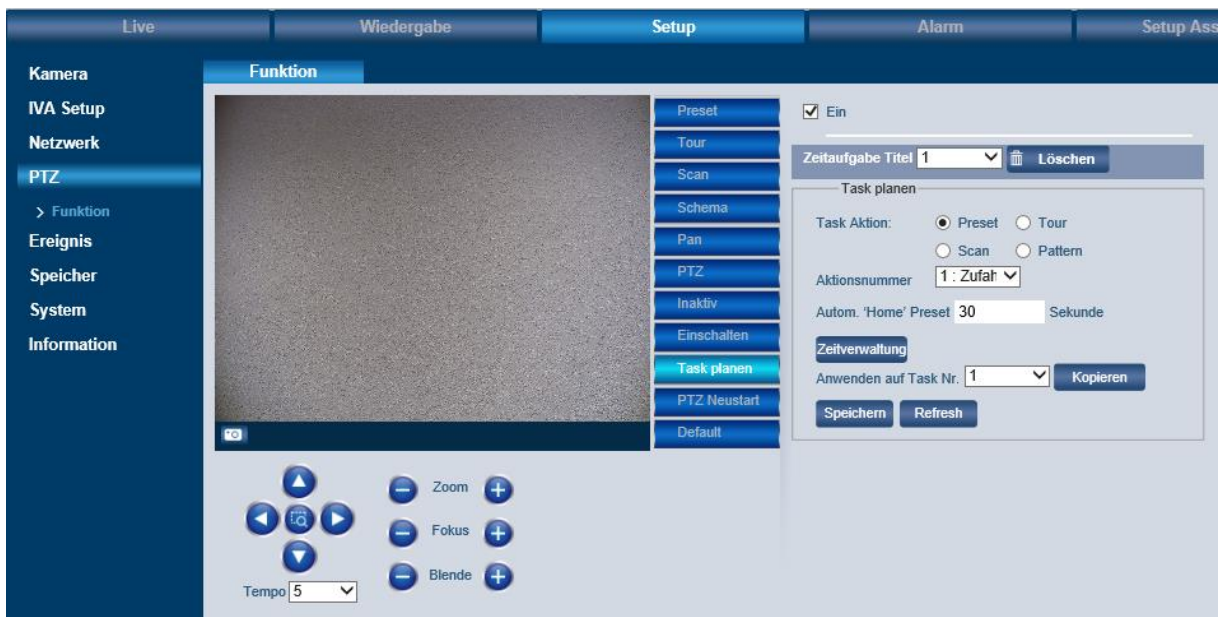 Live Wiedergabe Setup Alarm Setup Ass
Kamera
IVA Setup
Netzwerk
PTZ
> Funktion
Ereignis
Speicher
System
Information
Funktion
Preset
Tour
Scan
Schema
Pan
PTZ
Inaktiv
Einschalten
Task planen
PTZ Neustart
Default
Zoom
Fokus
Blende
Tempo 5
Ein
Zeitaufgabe Titel 1 Löschen
Task planen
Task Aktion: Preset Tour
Scan Pattern
Aktionsnummer 1 : Zufah
Autom. 'Home' Preset 30 Sekunde
Zeitverwaltung
Anwenden auf Task Nr. 1 Kopieren
Speichern Refresh